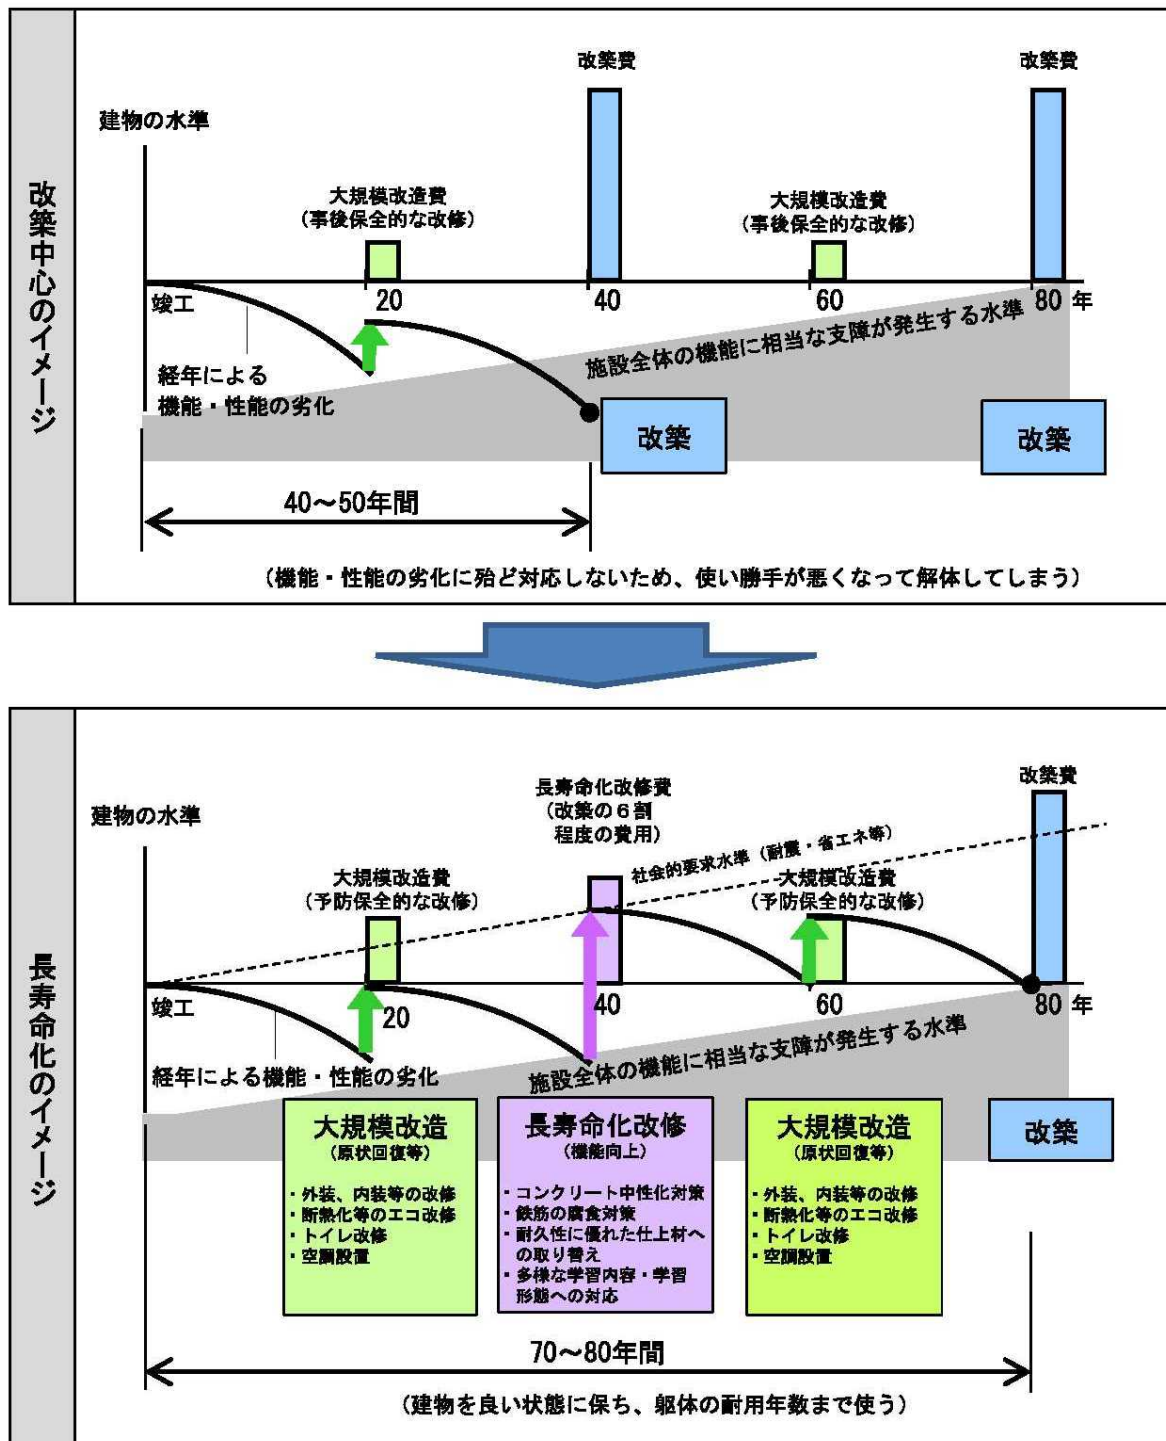 改築中心のイメージ
改築費
改築費
建物の水準
大規模改造費
（事後保全的な改修）
大規模改造費
（事後保全的な改修）
竣工
20
40
60
80 年
施設全体の機能に相当な支障が発生する水準
経年による
機能・性能の劣化
改築
改築
40～50年間
（機能・性能の劣化に殆ど対応しないため、使い勝手が悪くなって解体してしまう）
長寿命化のイメージ
改築費
長寿命化改修費
（改築の６割
程度の費用）
建物の水準
社会的要求水準（耐震・省エネ等）
大規模改造費
（予防保全的な改修）
大規模改造費
（予防保全的な改修）
竣工
20
40
60
80 年
施設全体の機能に相当な支障が発生する水準
経年による機能・性能の劣化
大規模改造
（原状回復等）
・外装、内装等の改修
・断熱化等のエコ改修
・トイレ改修
・空調設置
長寿命化改修
（機能向上）
・コンクリート中性化対策
・鉄筋の腐食対策
・耐久性に優れた仕上材へ
の取り替え
・多様な学習内容・学習
形態への対応
大規模改造
（原状回復等）
・外装、内装等の改修
・断熱化等のエコ改修
・トイレ改修
・空調設置
改築
70～80年間
（建物を良い状態に保ち、躯体の耐用年数まで使う）